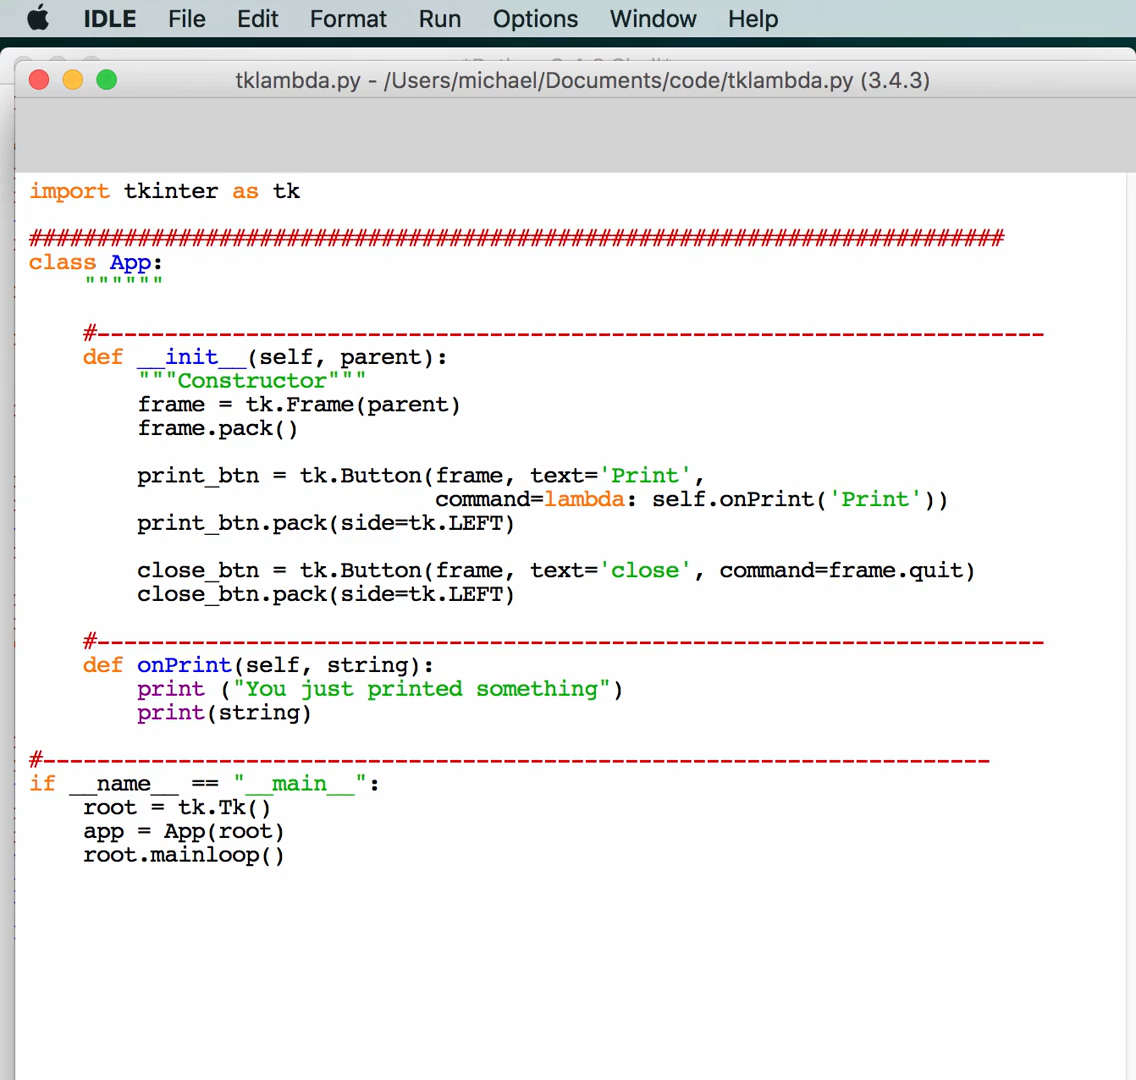 IDLE File Edit Format Run Options Window Help
tklambda.py - /Users/michael/Documents/code/tklambda.py (3.4.3)
import tkinter as tk
########################################################################
class App:
    """"""

    #----------------------------------------------------------------------
    def __init__(self, parent):
        """Constructor"""
        frame = tk.Frame(parent)
        frame.pack()

        print_btn = tk.Button(frame, text='Print',
                              command=lambda: self.onPrint('Print'))
        print_btn.pack(side=tk.LEFT)

        close_btn = tk.Button(frame, text='close', command=frame.quit)
        close_btn.pack(side=tk.LEFT)

    #----------------------------------------------------------------------
    def onPrint(self, string):
        print ("You just printed something")
        print(string)

#----------------------------------------------------------------------
if __name__ == "__main__":
    root = tk.Tk()
    app = App(root)
    root.mainloop()